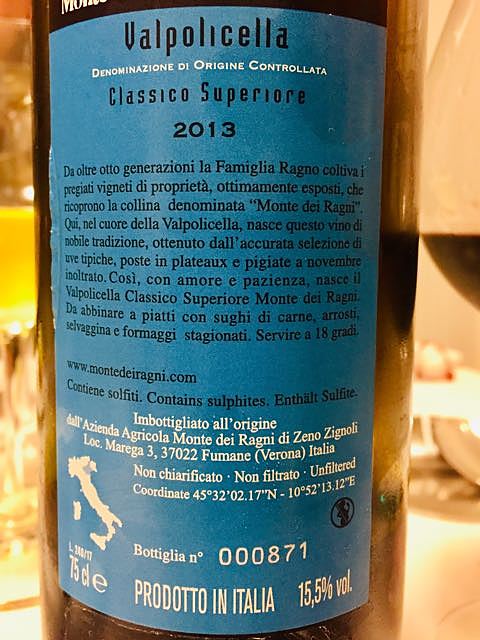 Valpolicella
DENOMINAZIONE DI ORIGINE CONTROLLATA
Classico Superiore
2013
Da oltre otto generazioni la Famiglia Ragno coltiva i
pregiati vigneti di proprietà, ottimamente esposti, che
ricoprono la collina denominata “Monte dei Ragni”.
Qui, nel cuore della Valpolicella, nasce questo vino di
nobile tradizione, ottenuto dall’accurata selezione di
uve tipiche, poste in plateaux e pigiate a novembre
inoltrato. Così, con amore e pazienza, nasce il
Valpolicella Classico Superiore Monte dei Ragni.
Da abbinare a piatti con sughi di carne, arrosti,
selvaggina e formaggi stagionati. Servire a 18 gradi.
www.montedeiragni.com
Contiene solfiti. Contains sulphites. Enthält Sulfite.
Imbottigliato all’origine
dall’Azienda Agricola Monte dei Ragni di Zeno Zignoli
Loc. Marega 3, 37022 Fumane (Verona) Italia
Non chiarificato · Non filtrato · Unfiltered
Coordinate 45°32’02.17”N - 10°52’13.12”E
Bottiglia n° 000871
75 cl e PRODOTTO IN ITALIA 15,5% vol.